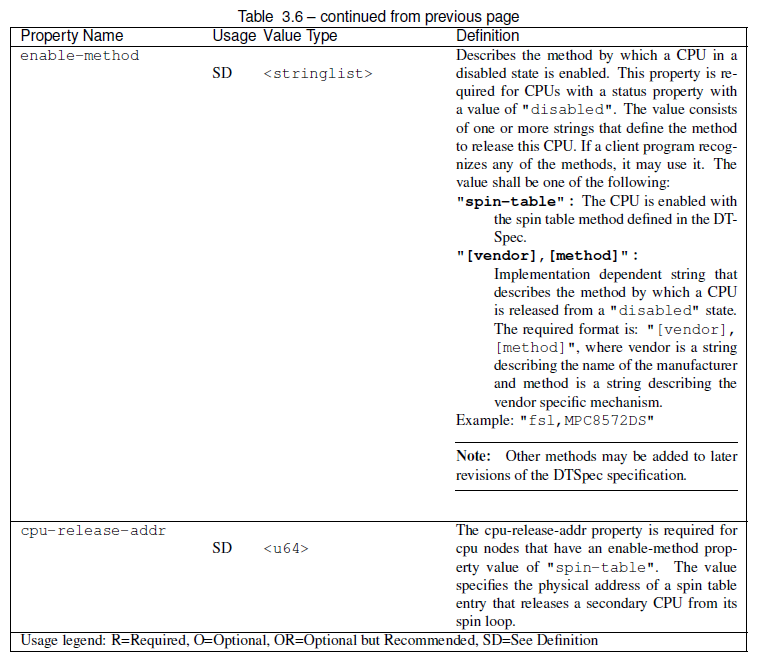 Table 3.6 – continued from previous page
Property Name Usage Value Type Definition
enable-method
SD <stringlist>
Describes the method by which a CPU in a
disabled state is enabled. This property is re-
quired for CPUs with a status property with
a value of "disabled". The value consists
of one or more strings that define the method
to release this CPU. If a client program recog-
nizes any of the methods, it may use it. The
value shall be one of the following:
"spin-table": The CPU is enabled with
the spin table method defined in the DT-
Spec.
"[vendor],[method]":
Implementation dependent string that
describes the method by which a CPU
is released from a "disabled" state.
The required format is: "[vendor],
[method]", where vendor is a string
describing the name of the manufacturer
and method is a string describing the
vendor specific mechanism.
Example: "fsl,MPC8572DS"
Note: Other methods may be added to later
revisions of the DTSpec specification.
cpu-release-addr
SD <u64>
The cpu-release-addr property is required for
cpu nodes that have an enable-method prop-
erty value of "spin-table". The value
specifies the physical address of a spin table
entry that releases a secondary CPU from its
spin loop.
Usage legend: R=Required, O=Optional, OR=Optional but Recommended, SD=See Definition